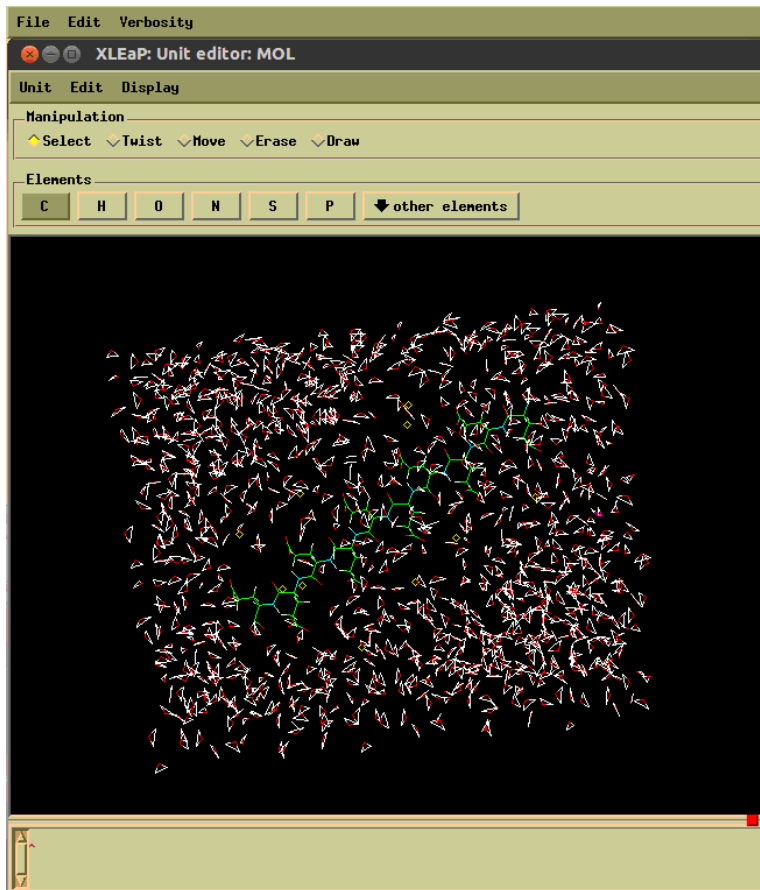 File Edit Verbosity
XLEaP: Unit editor: MOL
Unit Edit Display
Manipulation
Select Twist Move Erase Draw
Elements
C H O N S P other elements